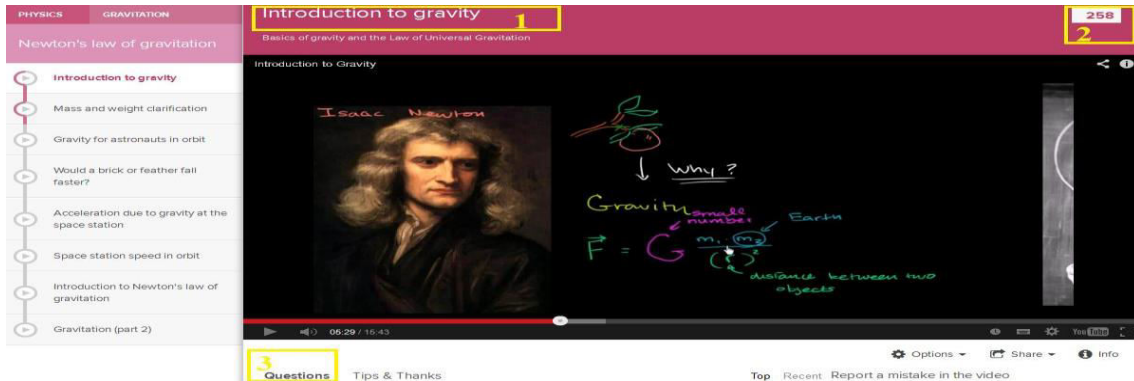 PHYSICS GRAVITATION
Newton's law of gravitation
Introduction to gravity
Mass and weight clarification
Gravity for astronauts in orbit
Would a brick or feather fall
faster?
Acceleration due to gravity at the
space station
Space station speed in orbit
Introduction to Newton's law of
gravitation
Gravitation (part 2)
Introduction to gravity 1
Basics of gravity and the Law of Universal Gravitation
258
2
Introduction to Gravity
Isaac Newton
Why?
Gravity
small
number
Earth
F = G m₁ · m₂
(r)²
distance between two
objects
05:29 / 15:43
YouTube
Options Share Info
3
Questions Tips & Thanks
Top Recent Report a mistake in the video